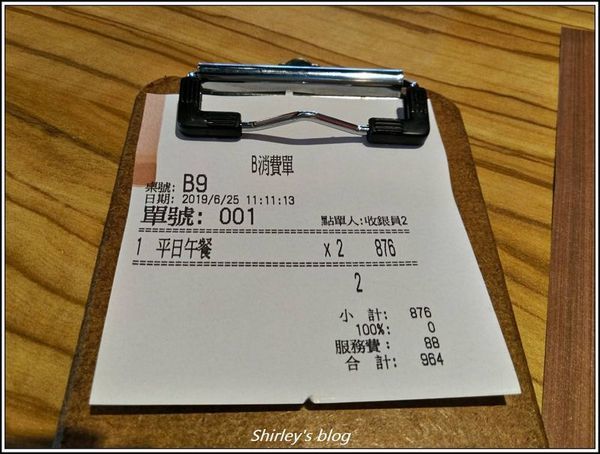 B消費單
桌號: B9
日期: 2019/6/25 11:11:13
單號: 001 點單人:收銀員2
1 平日午餐 x 2 876
2
小 計: 876
100%: 0
服務費: 88
合 計: 964
Shirley's blog